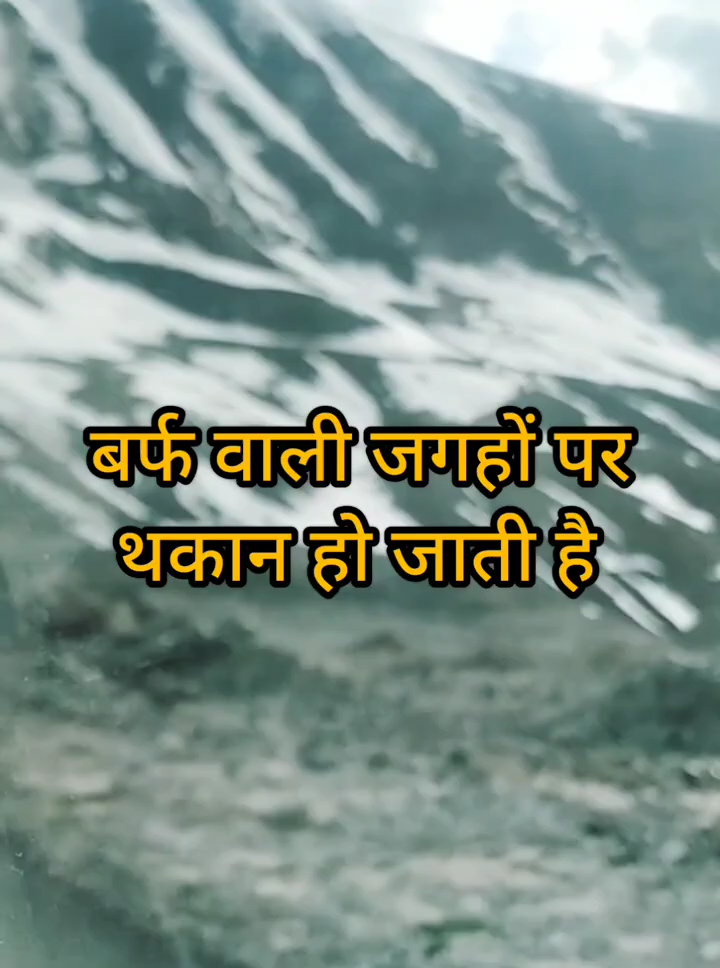 बर्फ वाली जगहों पर
थकान हो जाती है